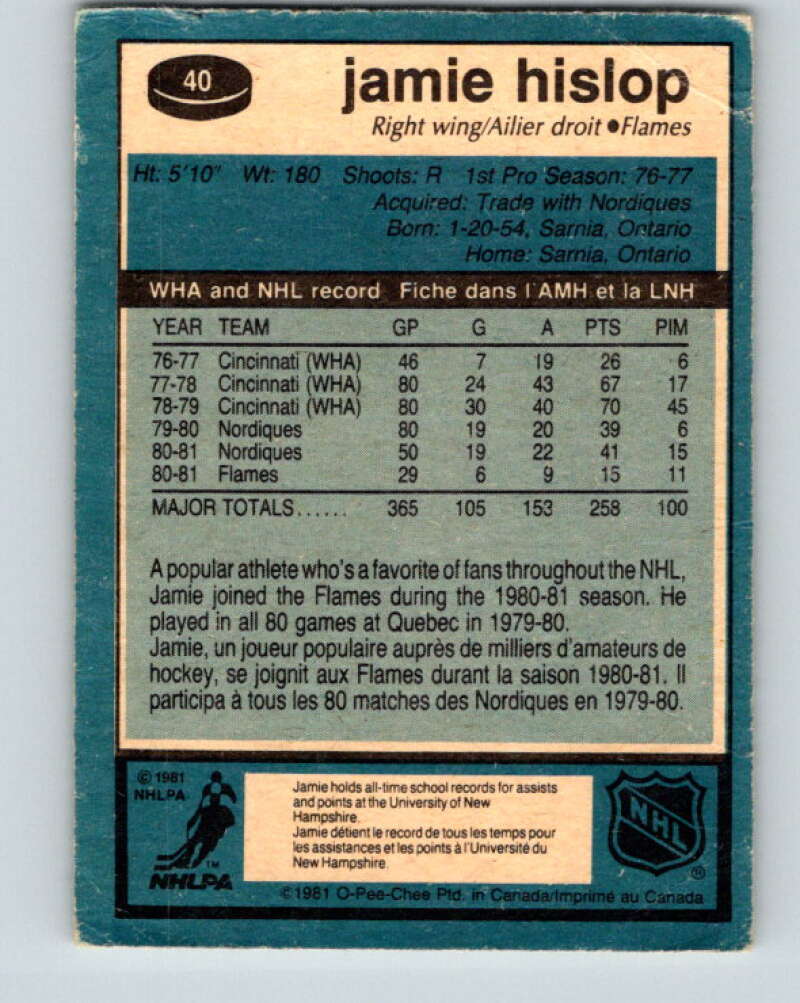 40
jamie hislop
Right wing/Ailier droit ●Flames
Ht: 5'10" Wt: 180 Shoots: R 1st Pro Season: 76-77
Acquired: Trade with Nordiques
Born: 1-20-54, Sarnia, Ontario
Home: Sarnia, Ontario
WHA and NHL record Fiche dans l'AMH et la LNH
YEAR TEAM GP G A PTS PIM
76-77 Cincinnati (WHA) 46 7 19 26 6
77-78 Cincinnati (WHA) 80 24 43 67 17
78-79 Cincinnati (WHA) 80 30 40 70 45
79-80 Nordiques 80 19 20 39 6
80-81 Nordiques 50 19 22 41 15
80-81 Flames 29 6 9 15 11
MAJOR TOTALS...... 365 105 153 258 100
A popular athlete who's a favorite of fans throughout the NHL,
Jamie joined the Flames during the 1980-81 season. He
played in all 80 games at Quebec in 1979-80.
Jamie, un joueur populaire auprès de milliers d'amateurs de
hockey, se joignit aux Flames durant la saison 1980-81. Il
participa à tous les 80 matches des Nordiques en 1979-80.
© 1981
NHLPA
TM
NHLPA
Jamie holds all-time school records for assists
and points at the University of New
Hampshire.
Jamie détient le record de tous les temps pour
les assistances et les points à l'Université du
New Hampshire.
NHL
®
© 1981 O-Pee-Chee Ptd. in Canada/Imprimé au Canada